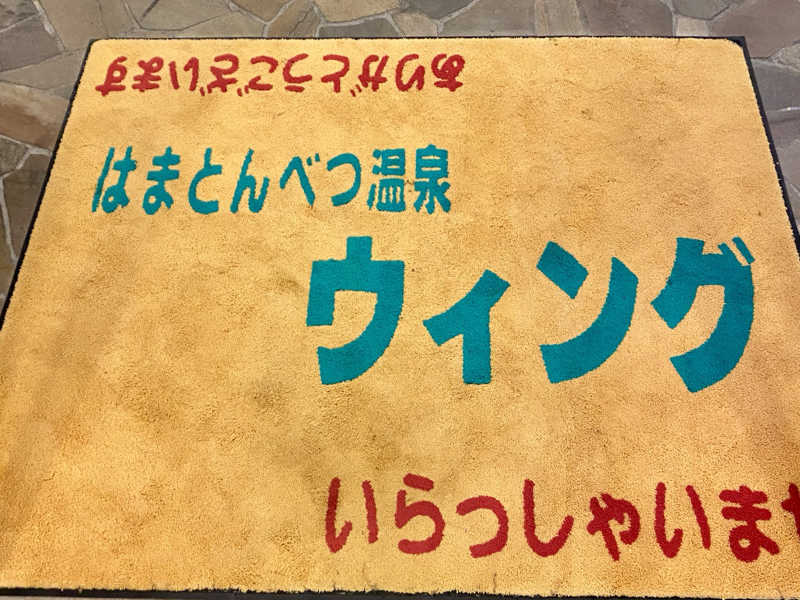 ありがとうございます
はまとんべつ温泉
ウィング
いらっしゃいませ